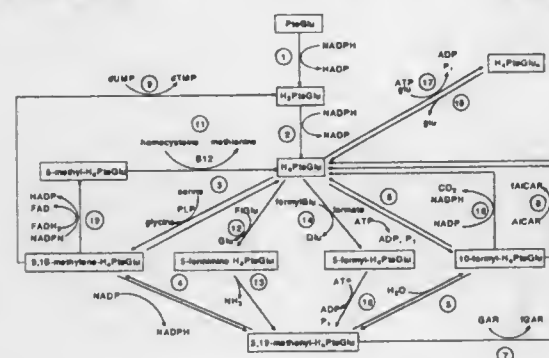 PteGlu
1 NADPH
NADP
ADP
Pi
H4PteGlun
ATP
glu
17
glu
dUMP 9 dTMP
H2PteGlu
2 NADPH
NADP
11
homocysteine methionine
B12
5-methyl-H4PteGlu
H4PteGlu
3
serine
PLP
glycine
NADP
FAD
FADH2
NADPH
19
FIGlu
12
Glu
formylGlu formate
14
Glu
6
ATP
ADP, Pi
CO2
NADPH
NADP
fAICAR
AICAR
5,10-methylene-H4PteGlu
5-formimino-H4PteGlu
5-formyl-H4PteGlu
10-formyl-H4PteGlu
4
NADP
NADPH
13
NH3
ATP
ADP
Pi
H2O
5
5,10-methenyl-H4PteGlu
GAR fGAR
7